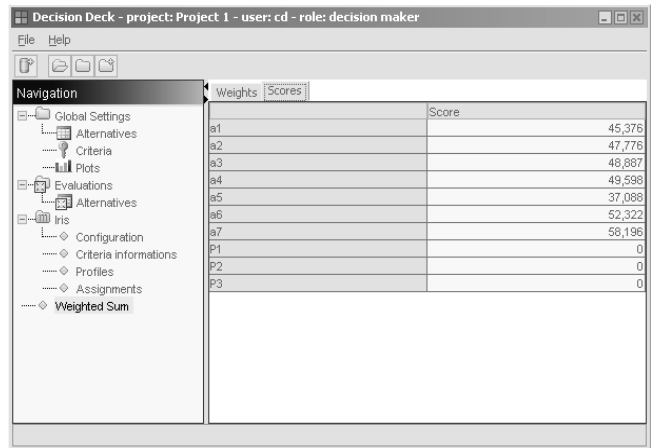 Decision Deck - project: Project 1 - user: cd - role: decision maker
File Help
Navigation
Global Settings
Alternatives
Criteria
Plots
Evaluations
Alternatives
Iris
Configuration
Criteria informations
Profiles
Assignments
Weighted Sum
Weights Scores
Score
a1 45,376
a2 47,776
a3 48,887
a4 49,598
a5 37,088
a6 52,322
a7 58,196
P1 0
P2 0
P3 0